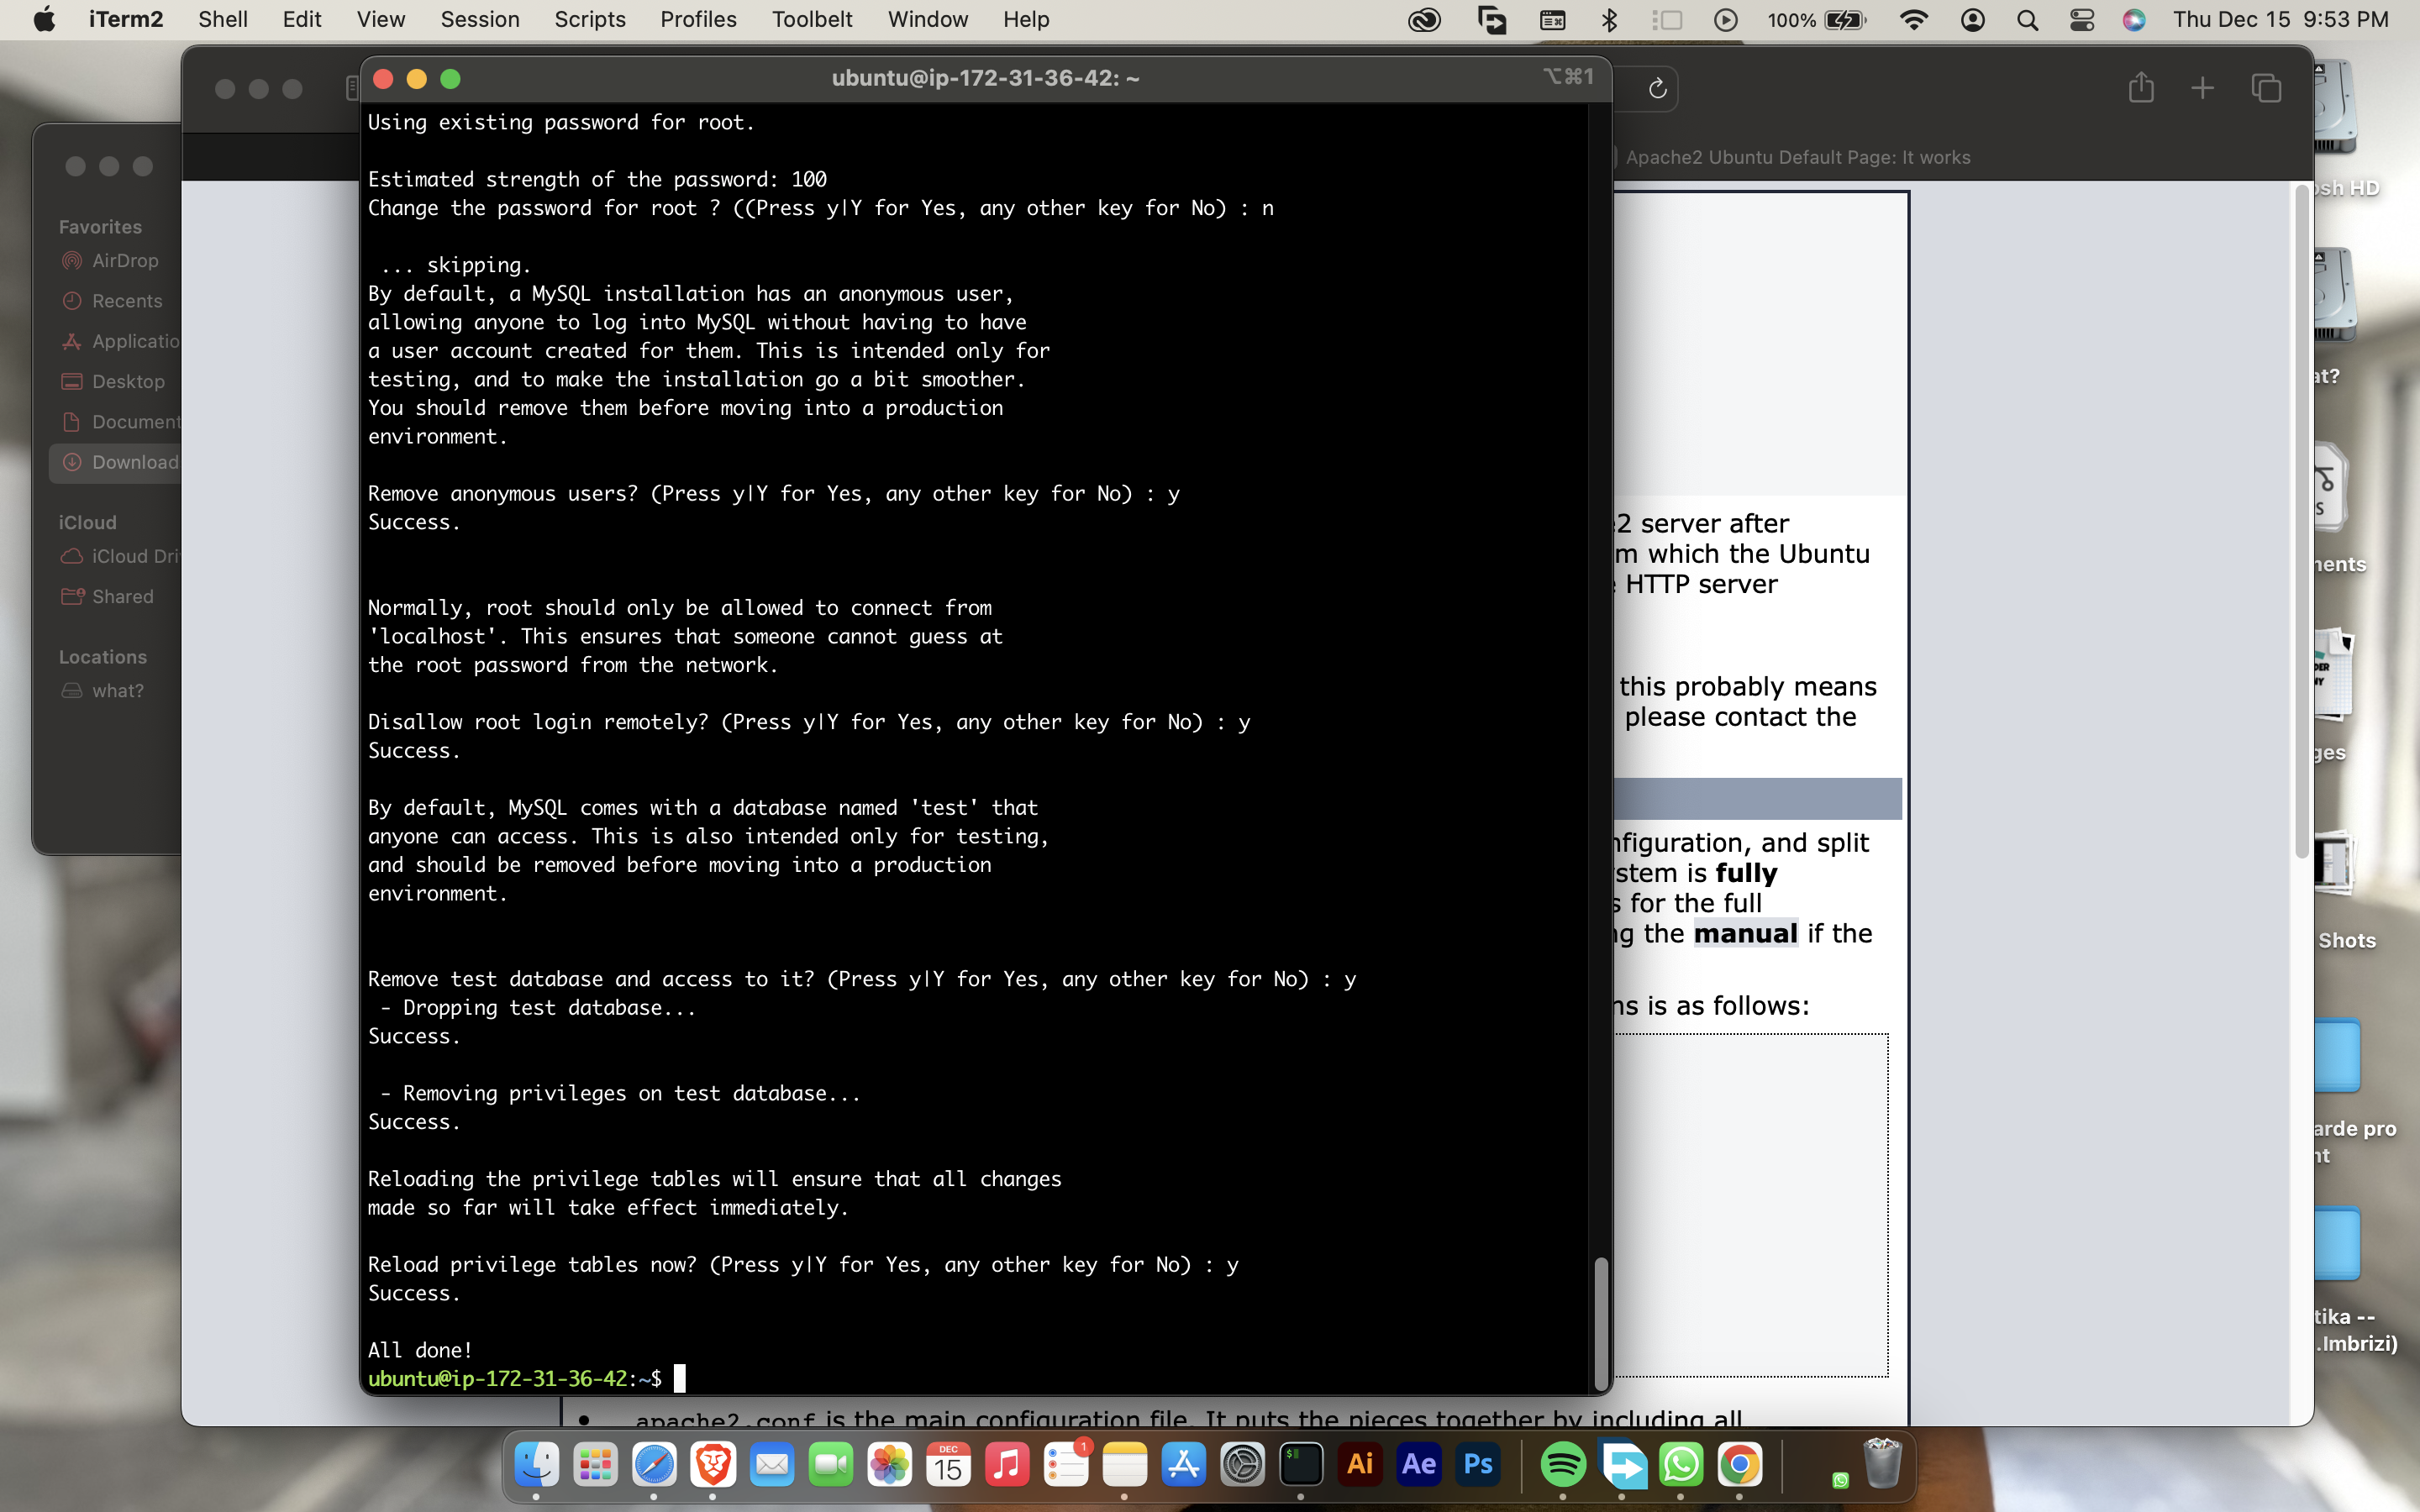 iTerm2 Shell Edit View Session Scripts Profiles Toolbelt Window Help 100% Thu Dec 15 9:53 PM
ubuntu@ip-172-31-36-42: ~ ⌥⌘1
Using existing password for root.
Estimated strength of the password: 100
Change the password for root ? ((Press y|Y for Yes, any other key for No) : n
... skipping.
By default, a MySQL installation has an anonymous user,
allowing anyone to log into MySQL without having to have
a user account created for them. This is intended only for
testing, and to make the installation go a bit smoother.
You should remove them before moving into a production
environment.
Remove anonymous users? (Press y|Y for Yes, any other key for No) : y
Success.
Normally, root should only be allowed to connect from
'localhost'. This ensures that someone cannot guess at
the root password from the network.
Disallow root login remotely? (Press y|Y for Yes, any other key for No) : y
Success.
By default, MySQL comes with a database named 'test' that
anyone can access. This is also intended only for testing,
and should be removed before moving into a production
environment.
Remove test database and access to it? (Press y|Y for Yes, any other key for No) : y
- Dropping test database...
Success.
- Removing privileges on test database...
Success.
Reloading the privilege tables will ensure that all changes
made so far will take effect immediately.
Reload privilege tables now? (Press y|Y for Yes, any other key for No) : y
Success.
All done!
ubuntu@ip-172-31-36-42:~$
Favorites
AirDrop
Recents
Applicatio
Desktop
Document
Download
iCloud
iCloud Dri
Shared
Locations
what?
Apache2 Ubuntu Default Page: It works
e2 server after
m which the Ubuntu
HTTP server
this probably means
please contact the
nfiguration, and split
stem is fully
s for the full
ng the manual if the
ns is as follows:
apache2.conf is the main configuration file. It puts the pieces together by including all
osh HD
at?
nents
ges
Shots
arde pro
nt
tika --
.Imbrizi)
DEC
15
1
Ai
Ae
Ps